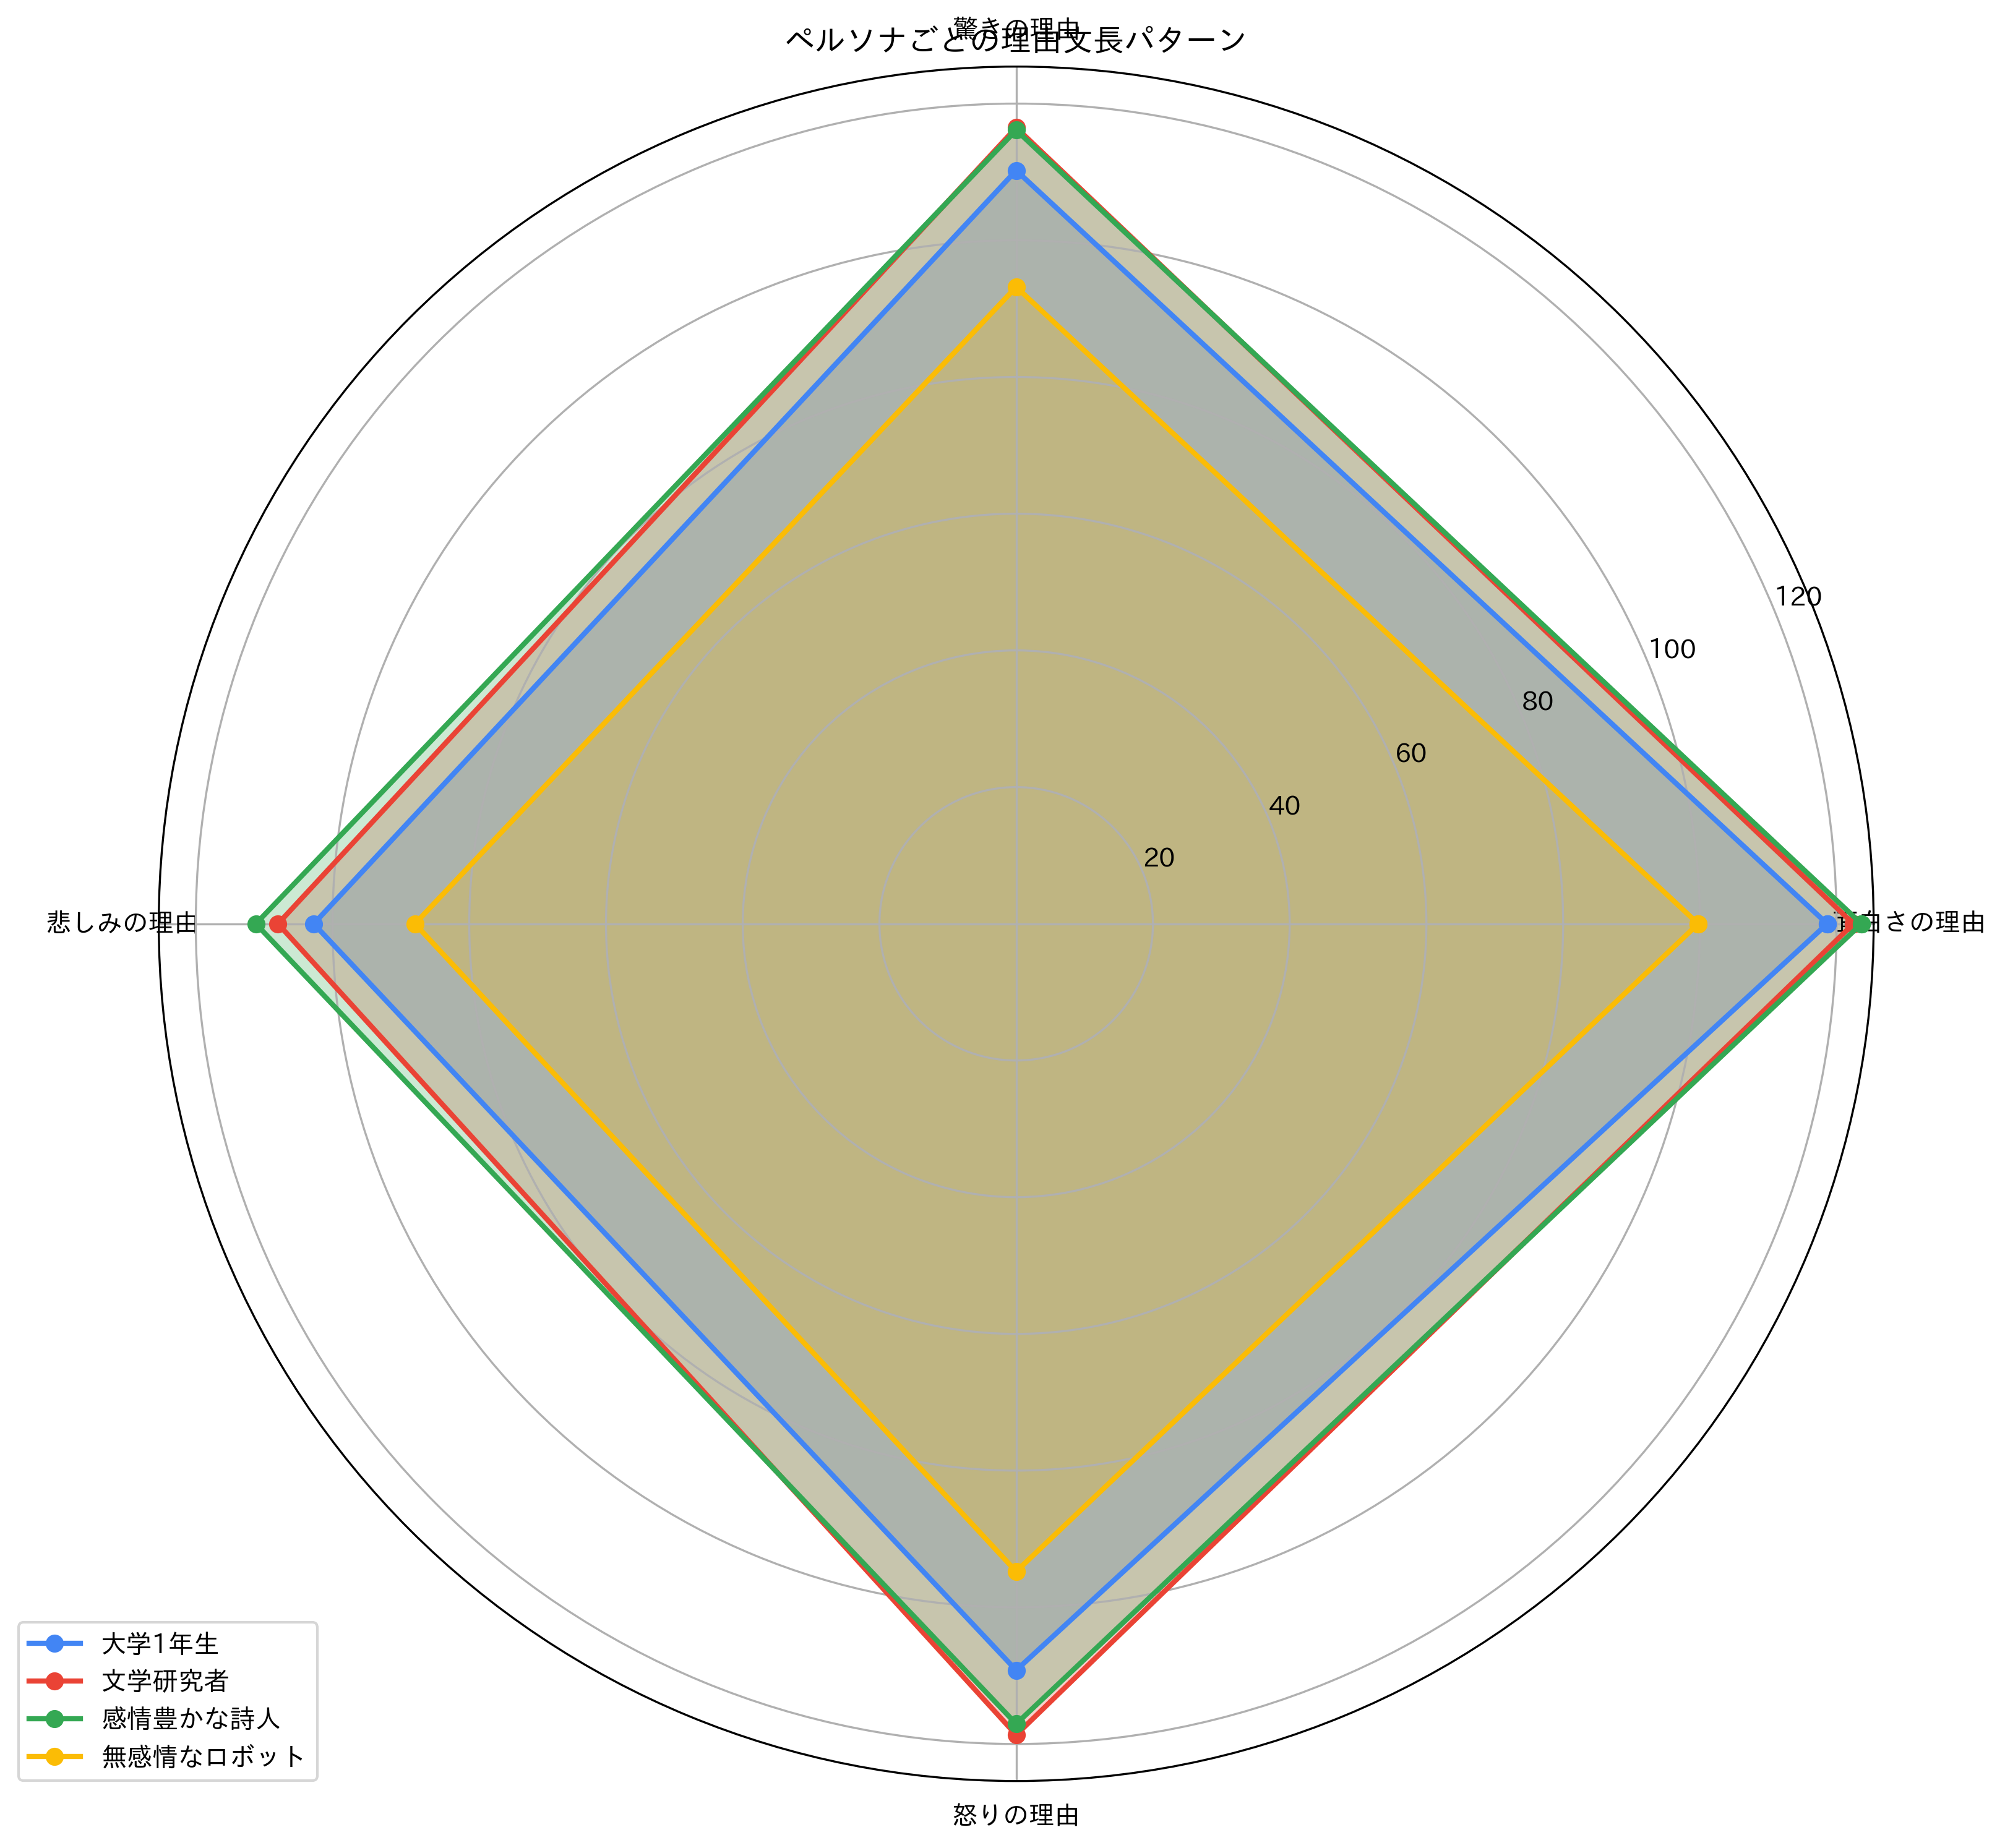 驚きの理由
ペルソナごとの理由文長パターン
120
100
80
60
40
20
悲しみの理由
面白さの理由
怒りの理由
大学1年生
文学研究者
感情豊かな詩人
無感情なロボット